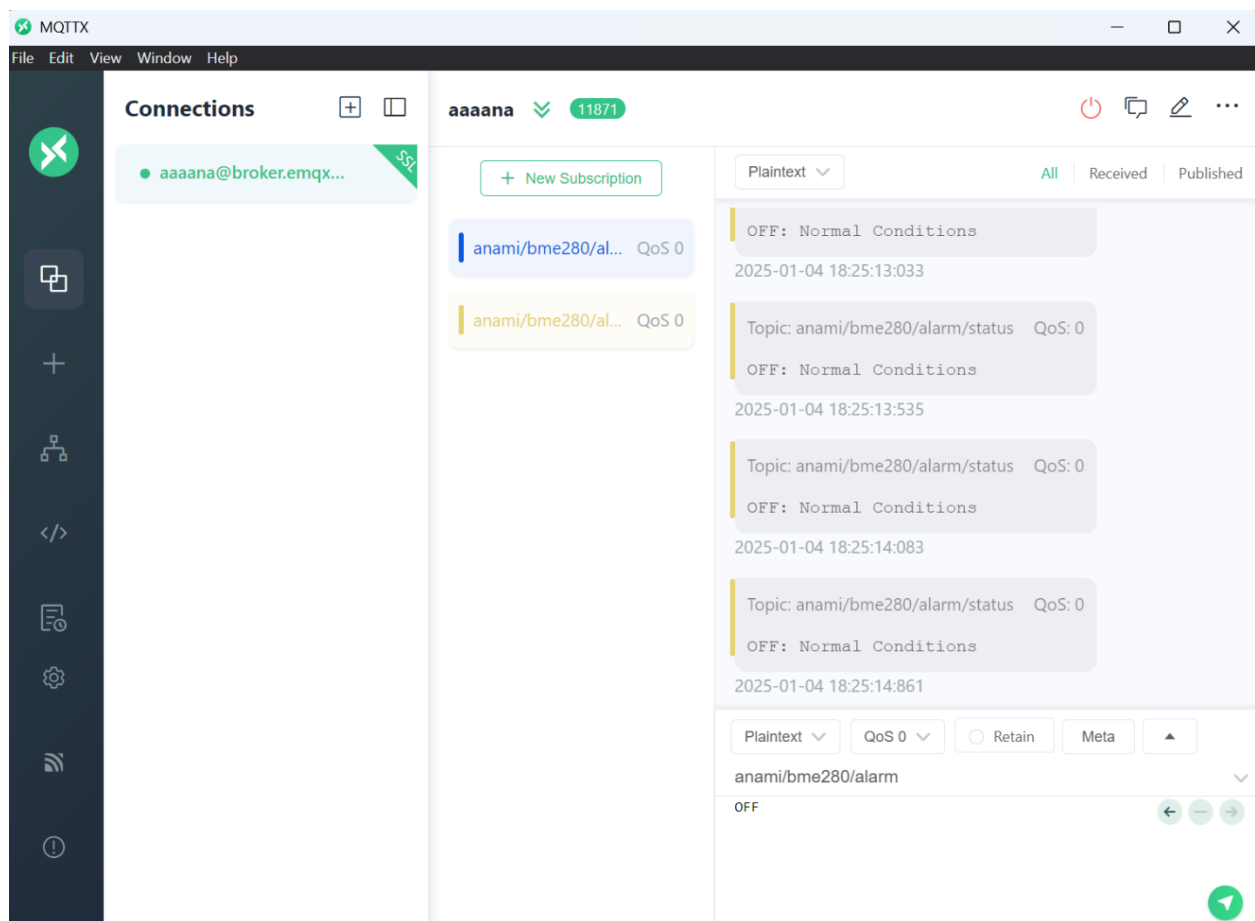 MQTTX
File Edit View Window Help
Connections
aaaana@broker.emqx...
SSL
aaaana 11871
+ New Subscription
anami/bme280/al... QoS 0
anami/bme280/al... QoS 0
Plaintext
All Received Published
OFF: Normal Conditions
2025-01-04 18:25:13:033
Topic: anami/bme280/alarm/status QoS: 0
OFF: Normal Conditions
2025-01-04 18:25:13:535
Topic: anami/bme280/alarm/status QoS: 0
OFF: Normal Conditions
2025-01-04 18:25:14:083
Topic: anami/bme280/alarm/status QoS: 0
OFF: Normal Conditions
2025-01-04 18:25:14:861
Plaintext QoS 0 Retain Meta
anami/bme280/alarm
OFF